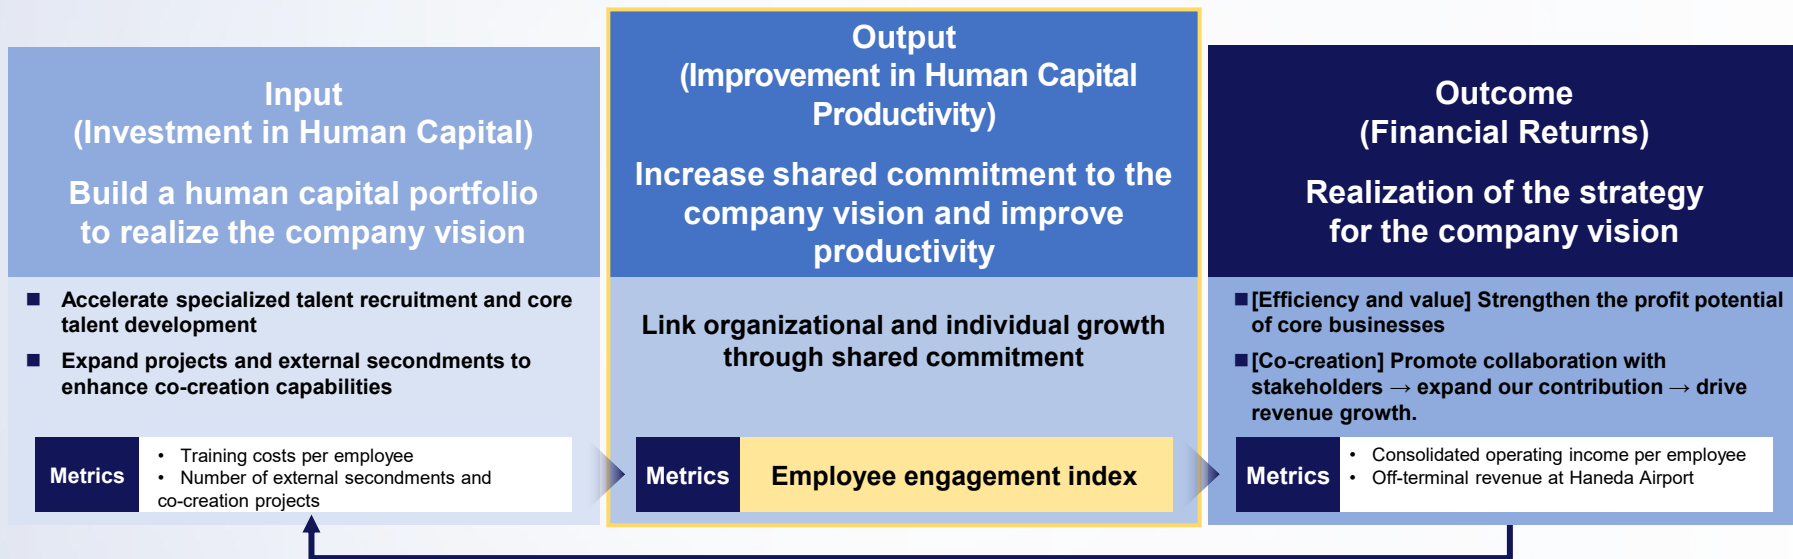 Input
(Investment in Human Capital)
Build a human capital portfolio
to realize the company vision
■ Accelerate specialized talent recruitment and core
talent development
■ Expand projects and external secondments to
enhance co-creation capabilities
Metrics
• Training costs per employee
• Number of external secondments and
co-creation projects
Output
(Improvement in Human Capital
Productivity)
Increase shared commitment to the
company vision and improve
productivity
Link organizational and individual growth
through shared commitment
Metrics
Employee engagement index
Outcome
(Financial Returns)
Realization of the strategy
for the company vision
■ [Efficiency and value] Strengthen the profit potential
of core businesses
■ [Co-creation] Promote collaboration with
stakeholders → expand our contribution → drive
revenue growth.
Metrics
• Consolidated operating income per employee
• Off-terminal revenue at Haneda Airport